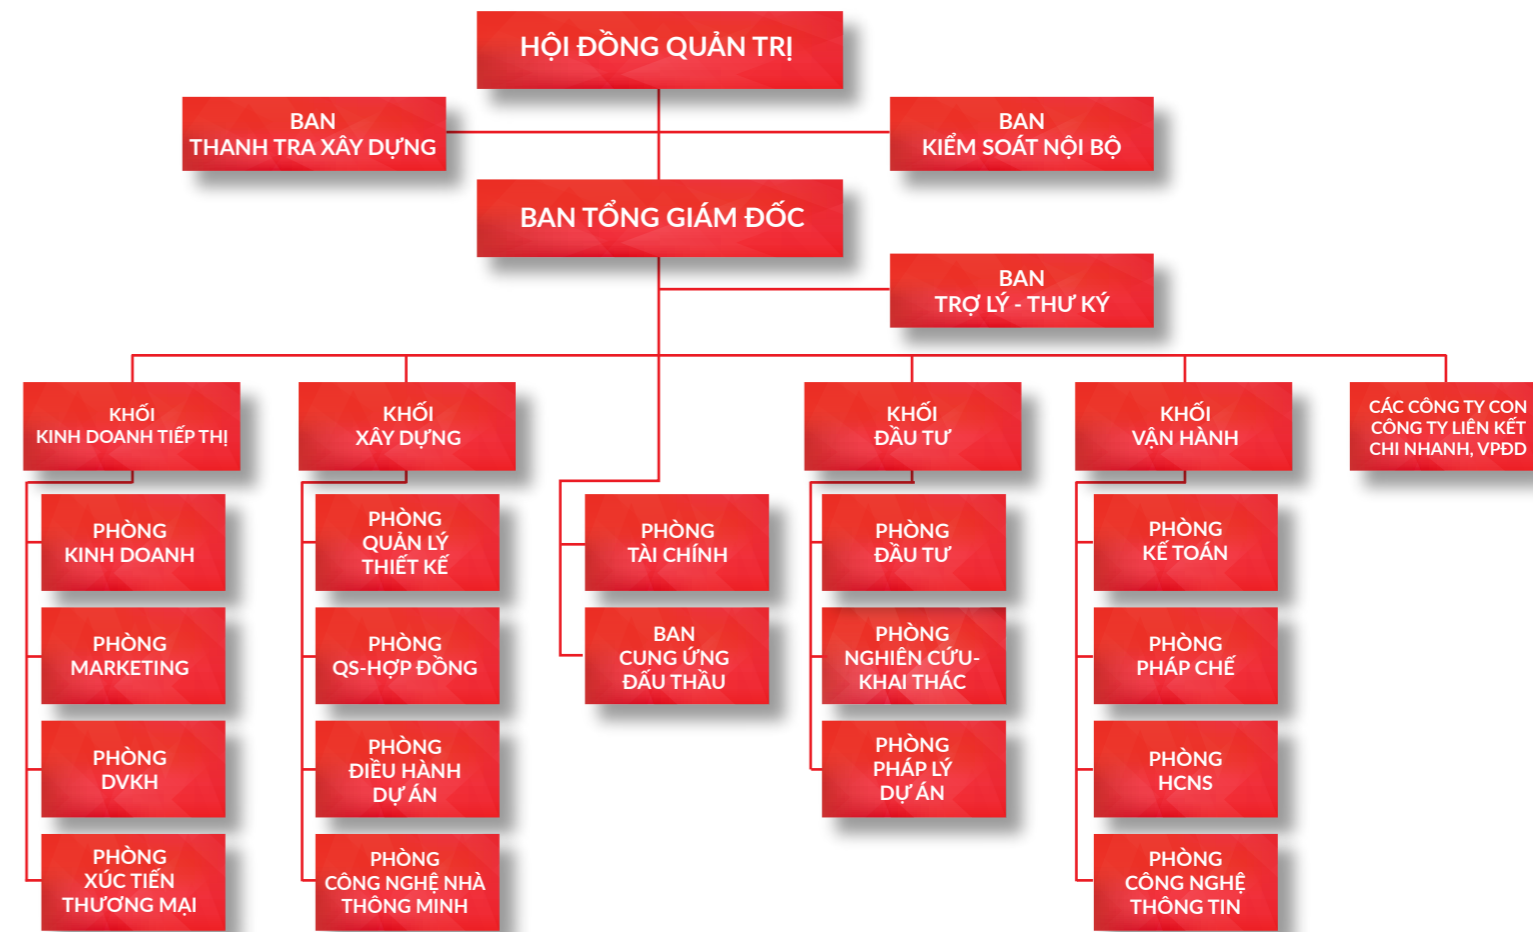 HỘI ĐỒNG QUẢN TRỊ
BAN
THANH TRA XÂY DỰNG
BAN
KIỂM SOÁT NỘI BỘ
BAN TỔNG GIÁM ĐỐC
BAN
TRỢ LÝ - THƯ KÝ
KHỐI
KINH DOANH TIẾP THỊ
KHỐI
XÂY DỰNG
KHỐI
ĐẦU TƯ
KHỐI
VẬN HÀNH
CÁC CÔNG TY CON
CÔNG TY LIÊN KẾT
CHI NHANH, VPĐD
PHÒNG
KINH DOANH
PHÒNG
MARKETING
PHÒNG
DVKH
PHÒNG
XÚC TIẾN
THƯƠNG MẠI
PHÒNG
QUẢN LÝ
THIẾT KẾ
PHÒNG
QS-HỢP ĐỒNG
PHÒNG
ĐIỀU HÀNH
DỰ ÁN
PHÒNG
CÔNG NGHỆ NHÀ
THÔNG MINH
PHÒNG
TÀI CHÍNH
BAN
CUNG ỨNG
ĐẤU THẦU
PHÒNG
ĐẦU TƯ
PHÒNG
NGHIÊN CỨU-
KHAI THÁC
PHÒNG
PHÁP LÝ
DỰ ÁN
PHÒNG
KẾ TOÁN
PHÒNG
PHÁP CHẾ
PHÒNG
HCNS
PHÒNG
CÔNG NGHỆ
THÔNG TIN